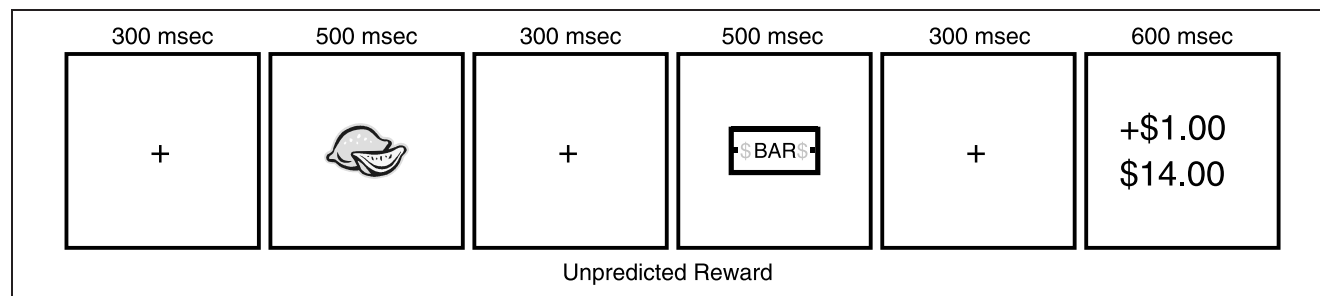 300 msec 500 msec 300 msec 500 msec 300 msec 600 msec
+ + $BAR$ + +$1.00
$14.00
Unpredicted Reward